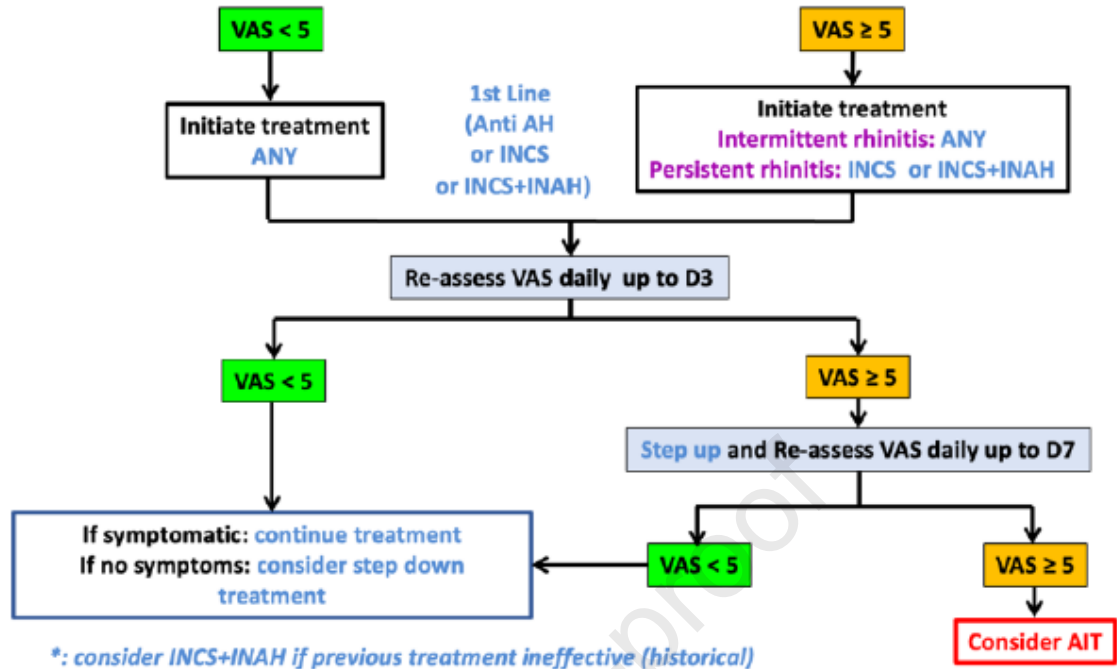 VAS < 5
VAS ≥ 5
Initiate treatment
ANY
1st Line
(Anti AH
or INCS
or INCS+INAH)
Initiate treatment
Intermittent rhinitis: ANY
Persistent rhinitis: INCS or INCS+INAH
Re-assess VAS daily up to D3
VAS < 5
VAS ≥ 5
Step up and Re-assess VAS daily up to D7
If symptomatic: continue treatment
If no symptoms: consider step down
treatment
VAS < 5
VAS ≥ 5
Consider AIT
*: consider INCS+INAH if previous treatment ineffective (historical)
proof